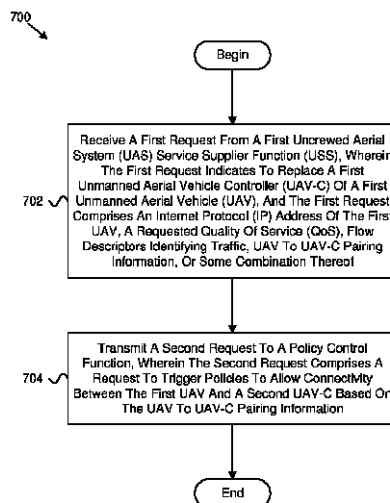 700
Begin
Receive A First Request From A First Uncrewed Aerial
System (UAS) Service Supplier Function (USS), Wherein
The First Request Indicates To Replace A First
Unmanned Aerial Vehicle Controller (UAV-C) Of A First
702
Unmanned Aerial Vehicle (UAV), And The First Request
Comprises An Internet Protocol (IP) Address Of The First
UAV, A Requested Quality Of Service (QoS), Flow
Descriptors Identifying Traffic, UAV To UAV-C Pairing
Information, Or Some Combination Thereof
Transmit A Second Request To A Policy Control
Function, Wherein The Second Request Comprises A
704
Request To Trigger Policies To Allow Connectivity
Between The First UAV And A Second UAV-C Based On
The UAV To UAV-C Pairing Information
End